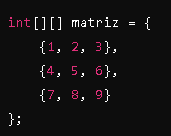 int[][] matriz = {
    {1, 2, 3},
    {4, 5, 6},
    {7, 8, 9}
};